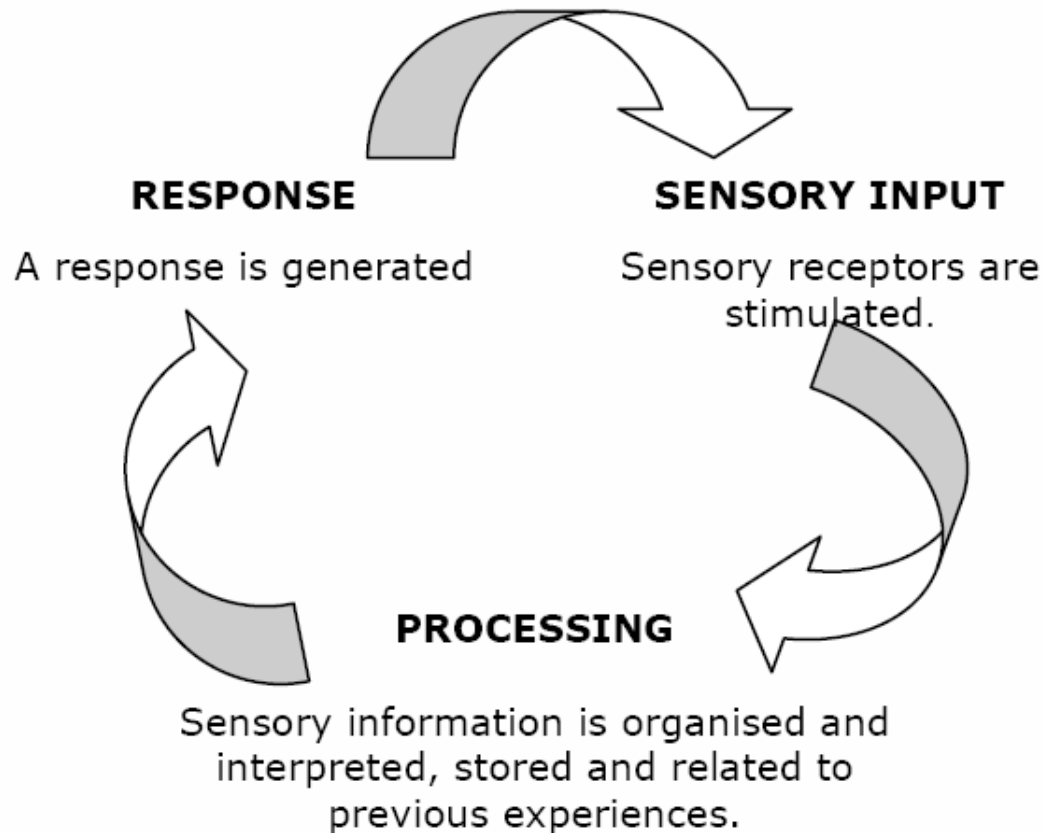 RESPONSE
A response is generated
SENSORY INPUT
Sensory receptors are
stimulated.
PROCESSING
Sensory information is organised and
interpreted, stored and related to
previous experiences.